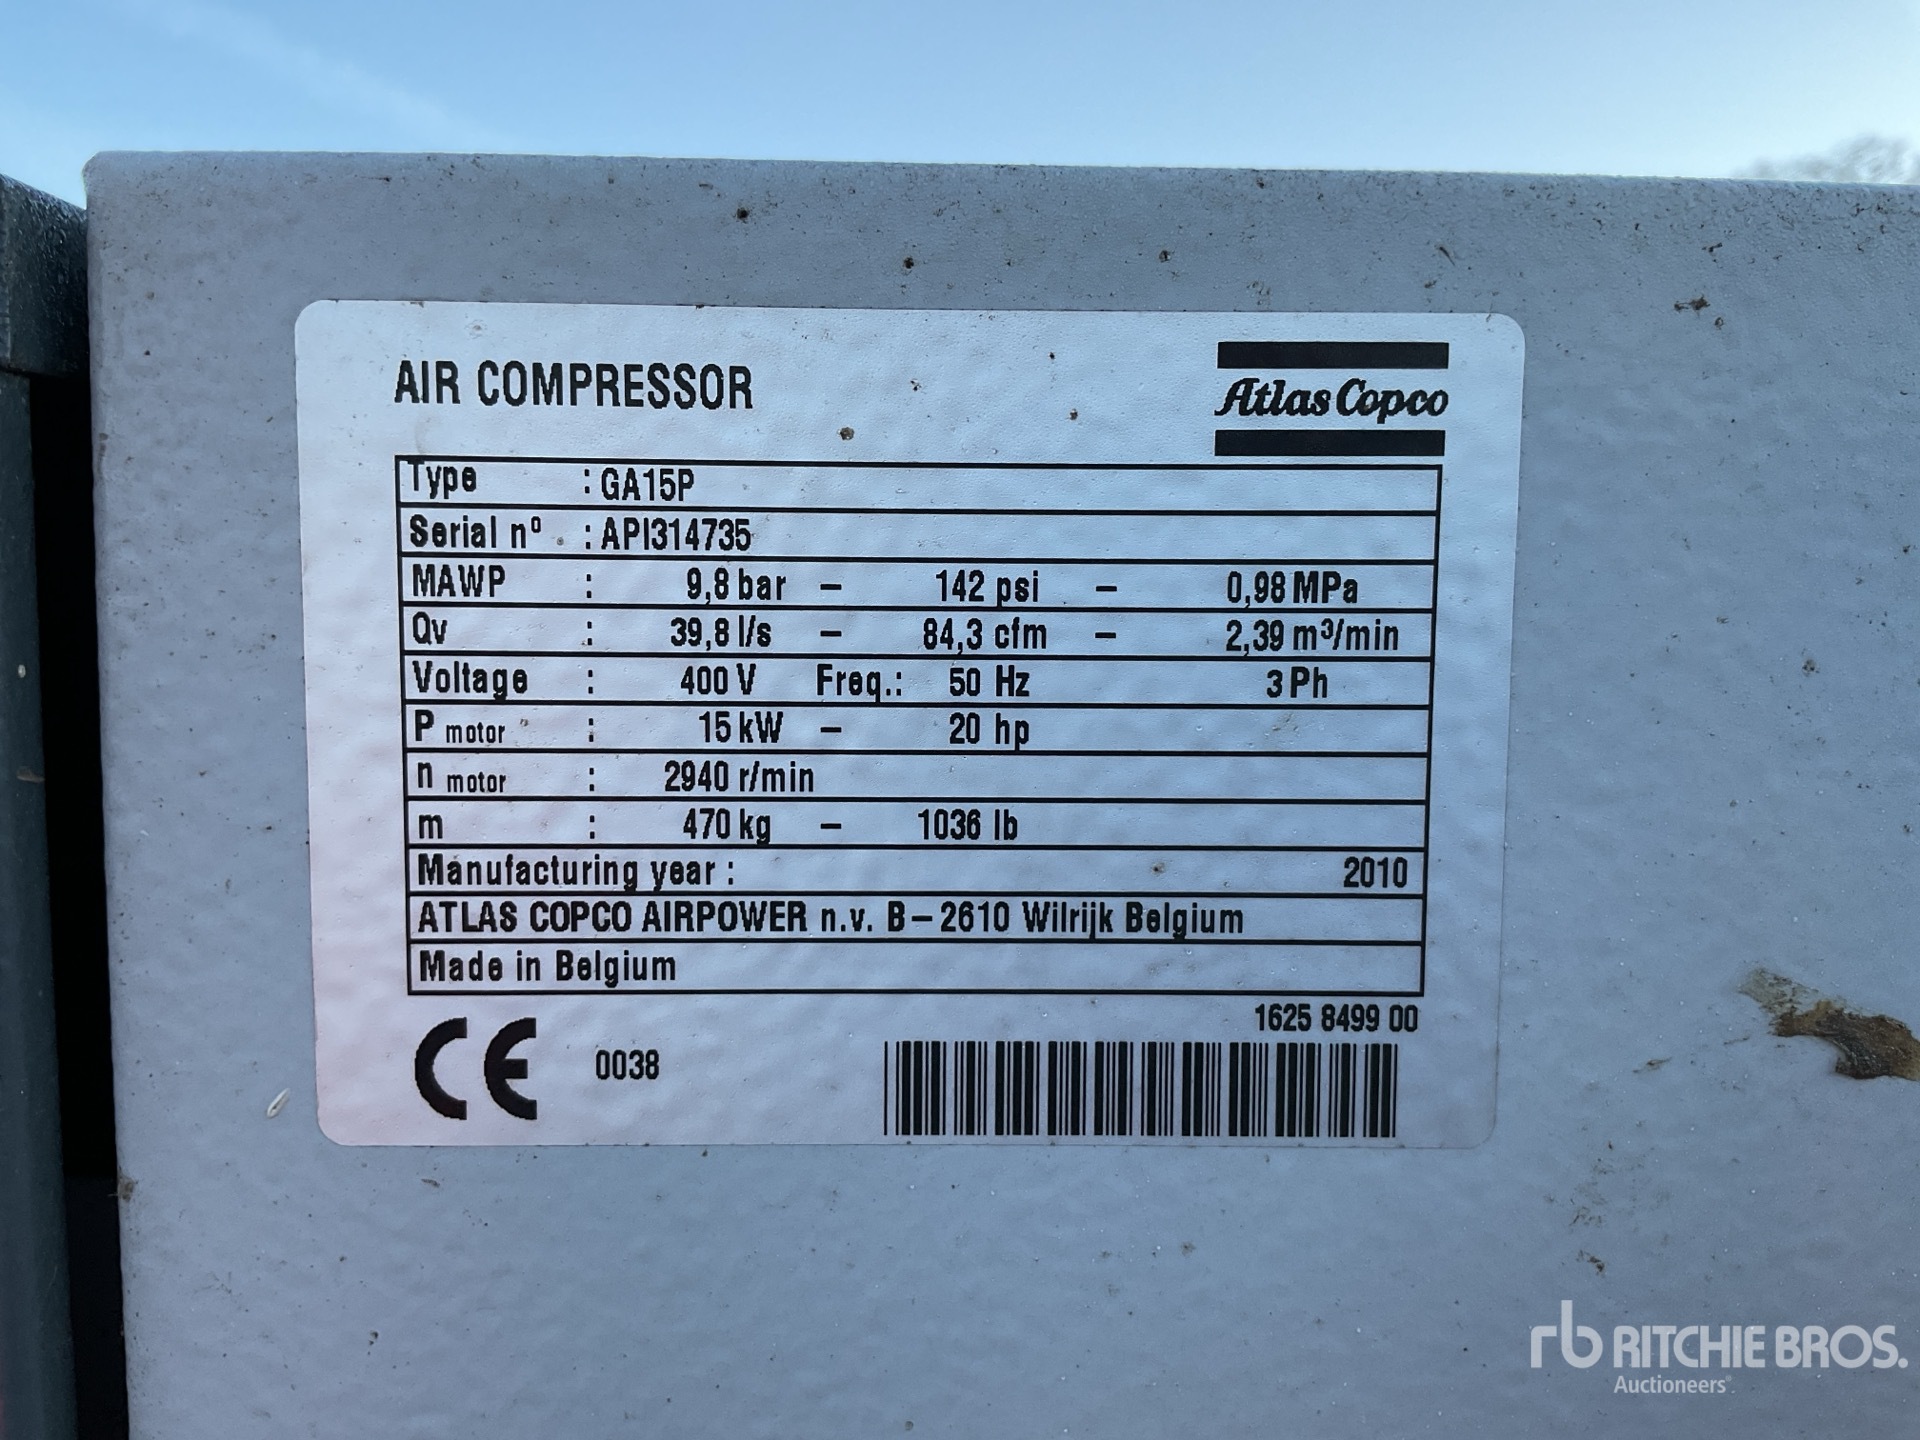 AIR COMPRESSOR
Atlas Copco
Type : GA15P
Serial nº : API314735
MAWP : 9,8 bar – 142 psi – 0,98 MPa
Qv : 39,8 l/s – 84,3 cfm – 2,39 m³/min
Voltage : 400 V Freq.: 50 Hz 3 Ph
P motor : 15 kW – 20 hp
n motor : 2940 r/min
m : 470 kg – 1036 lb
Manufacturing year : 2010
ATLAS COPCO AIRPOWER n.v. B–2610 Wilrijk Belgium
Made in Belgium
1625 8499 00
CE 0038
rb RITCHIE BROS.
Auctioneers